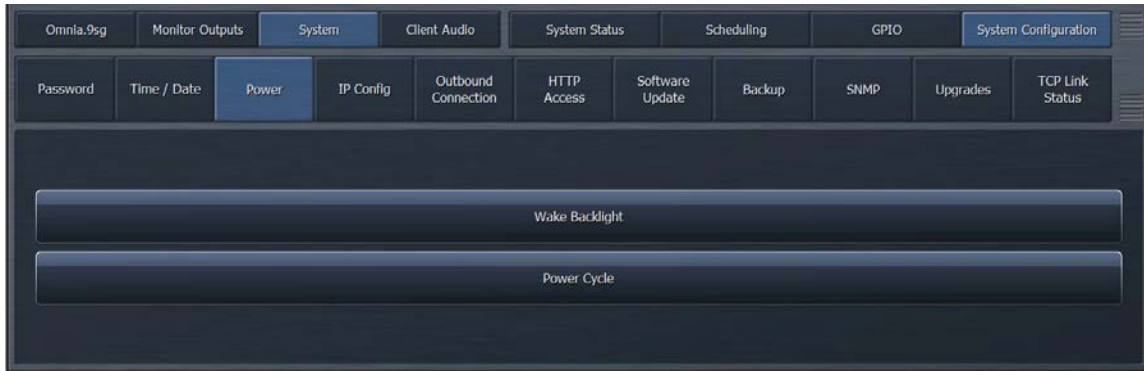 Omnia.9sg Monitor Outputs System Client Audio System Status Scheduling GPIO System Configuration
Password Time / Date Power IP Config Outbound Connection HTTP Access Software Update Backup SNMP Upgrades TCP Link Status
Wake Backlight
Power Cycle